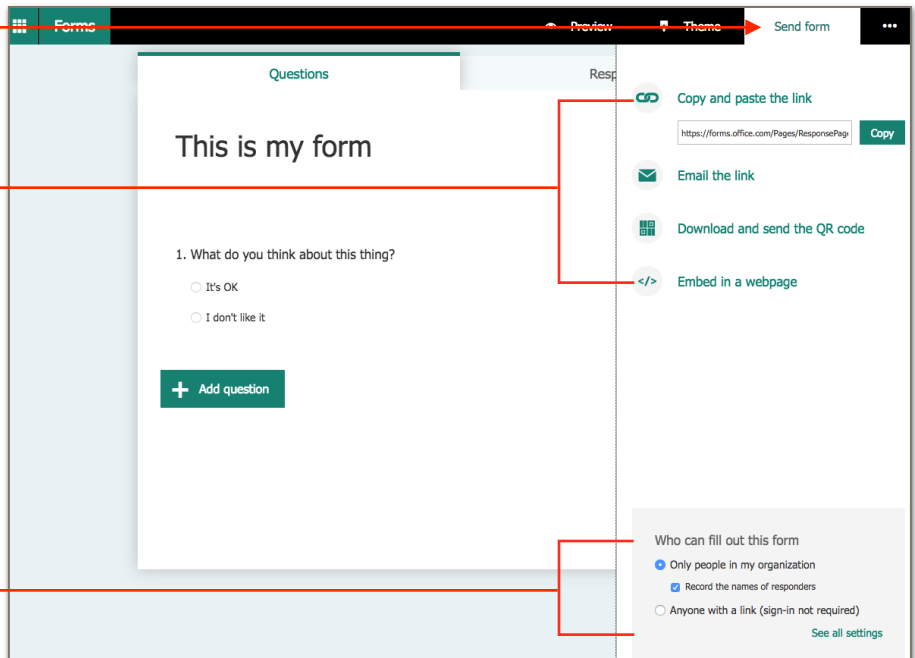 Forms
Preview
Theme
Send form
Questions
Resp
This is my form
1. What do you think about this thing?
It's OK
I don't like it
Add question
Copy and paste the link
https://forms.office.com/Pages/ResponsePage
Copy
Email the link
Download and send the QR code
Embed in a webpage
Who can fill out this form
Only people in my organization
Record the names of responders
Anyone with a link (sign-in not required)
See all settings